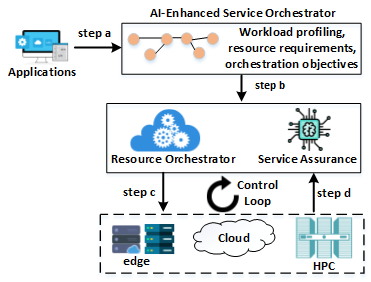 AI-Enhanced Service Orchestrator
step a
Workload profiling,
resource requirements,
orchestration objectives
Applications
step b
Resource Orchestrator
Service Assurance
step c
Control
Loop
step d
edge
Cloud
HPC